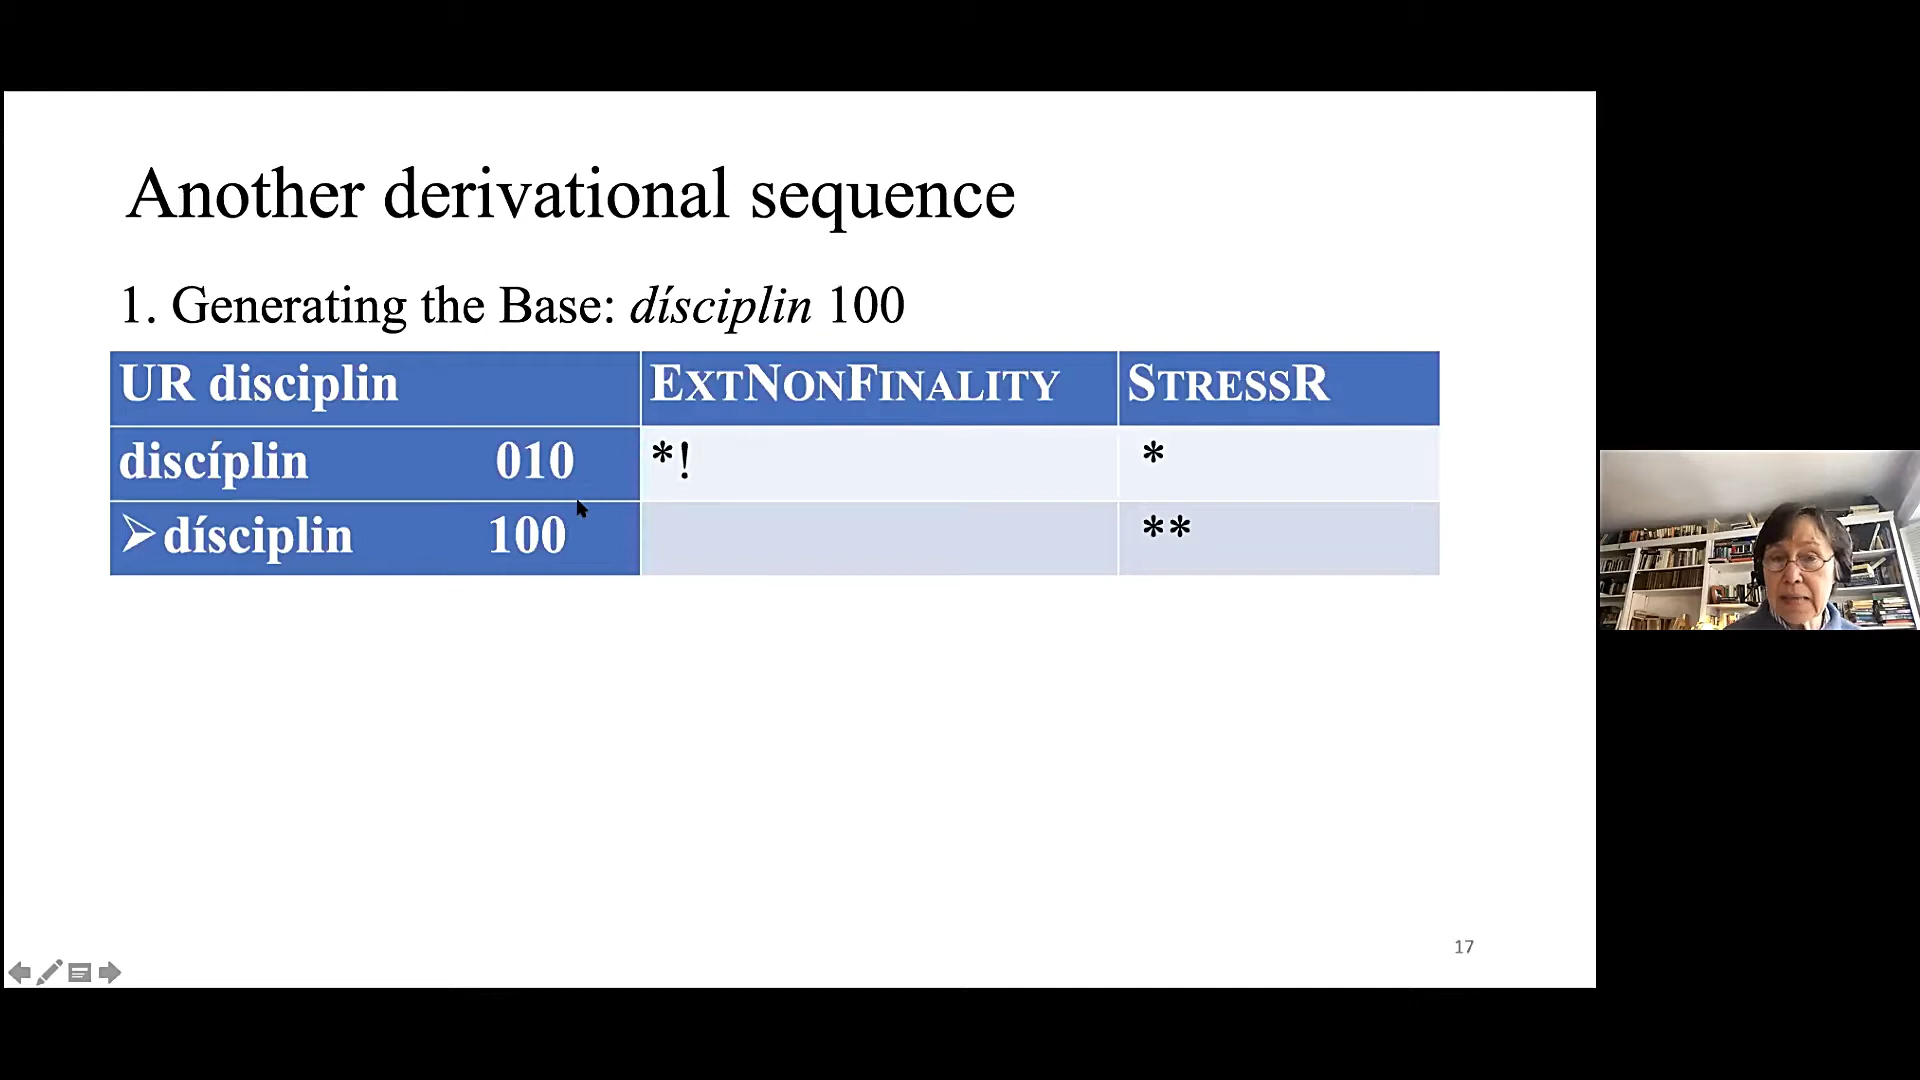 Another derivational sequence
1. Generating the Base: dísciplin 100
UR disciplin EXTNONFINALITY STRESSR
discíplin 010 *! *
➢dísciplin 100 **
17